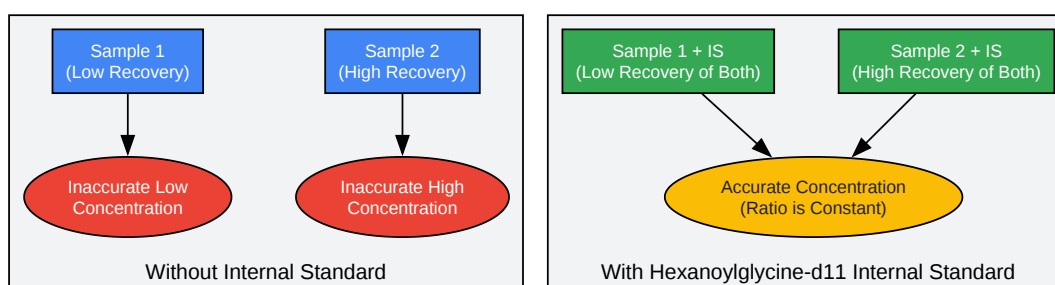 Sample 1
(Low Recovery)
Sample 2
(High Recovery)
Inaccurate Low
Concentration
Inaccurate High
Concentration
Without Internal Standard
Sample 1 + IS
(Low Recovery of Both)
Sample 2 + IS
(High Recovery of Both)
Accurate Concentration
(Ratio is Constant)
With Hexanoylglycine-d11 Internal Standard